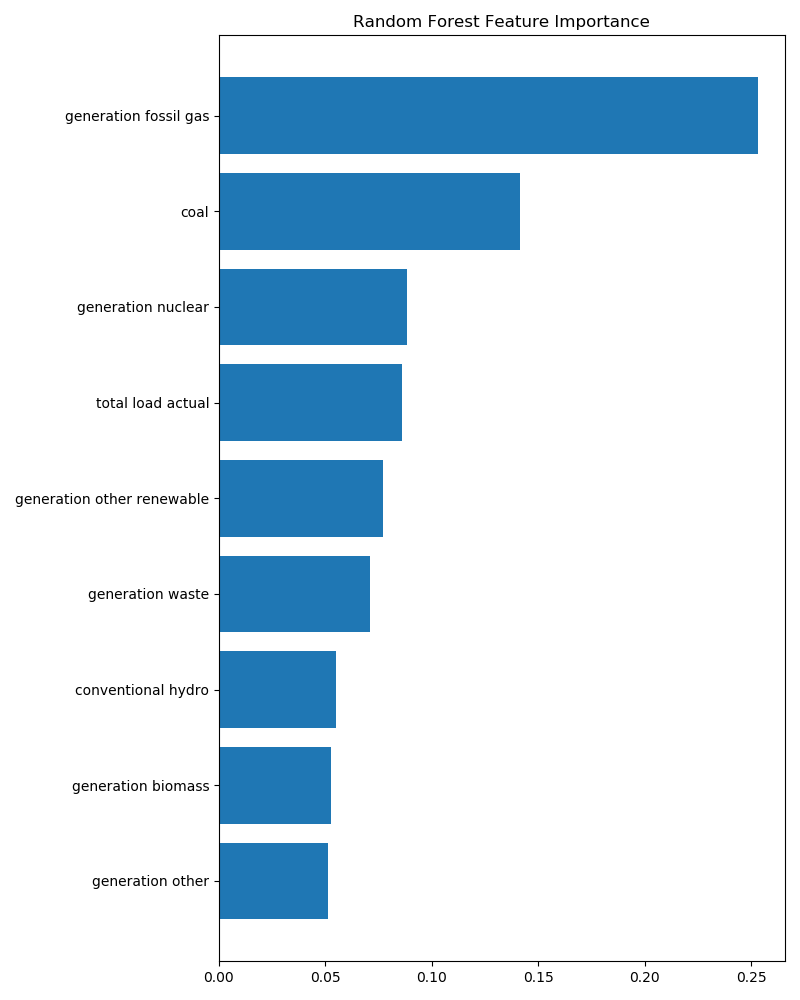 Random Forest Feature Importance
generation fossil gas
coal
generation nuclear
total load actual
generation other renewable
generation waste
conventional hydro
generation biomass
generation other
0.00 0.05 0.10 0.15 0.20 0.25